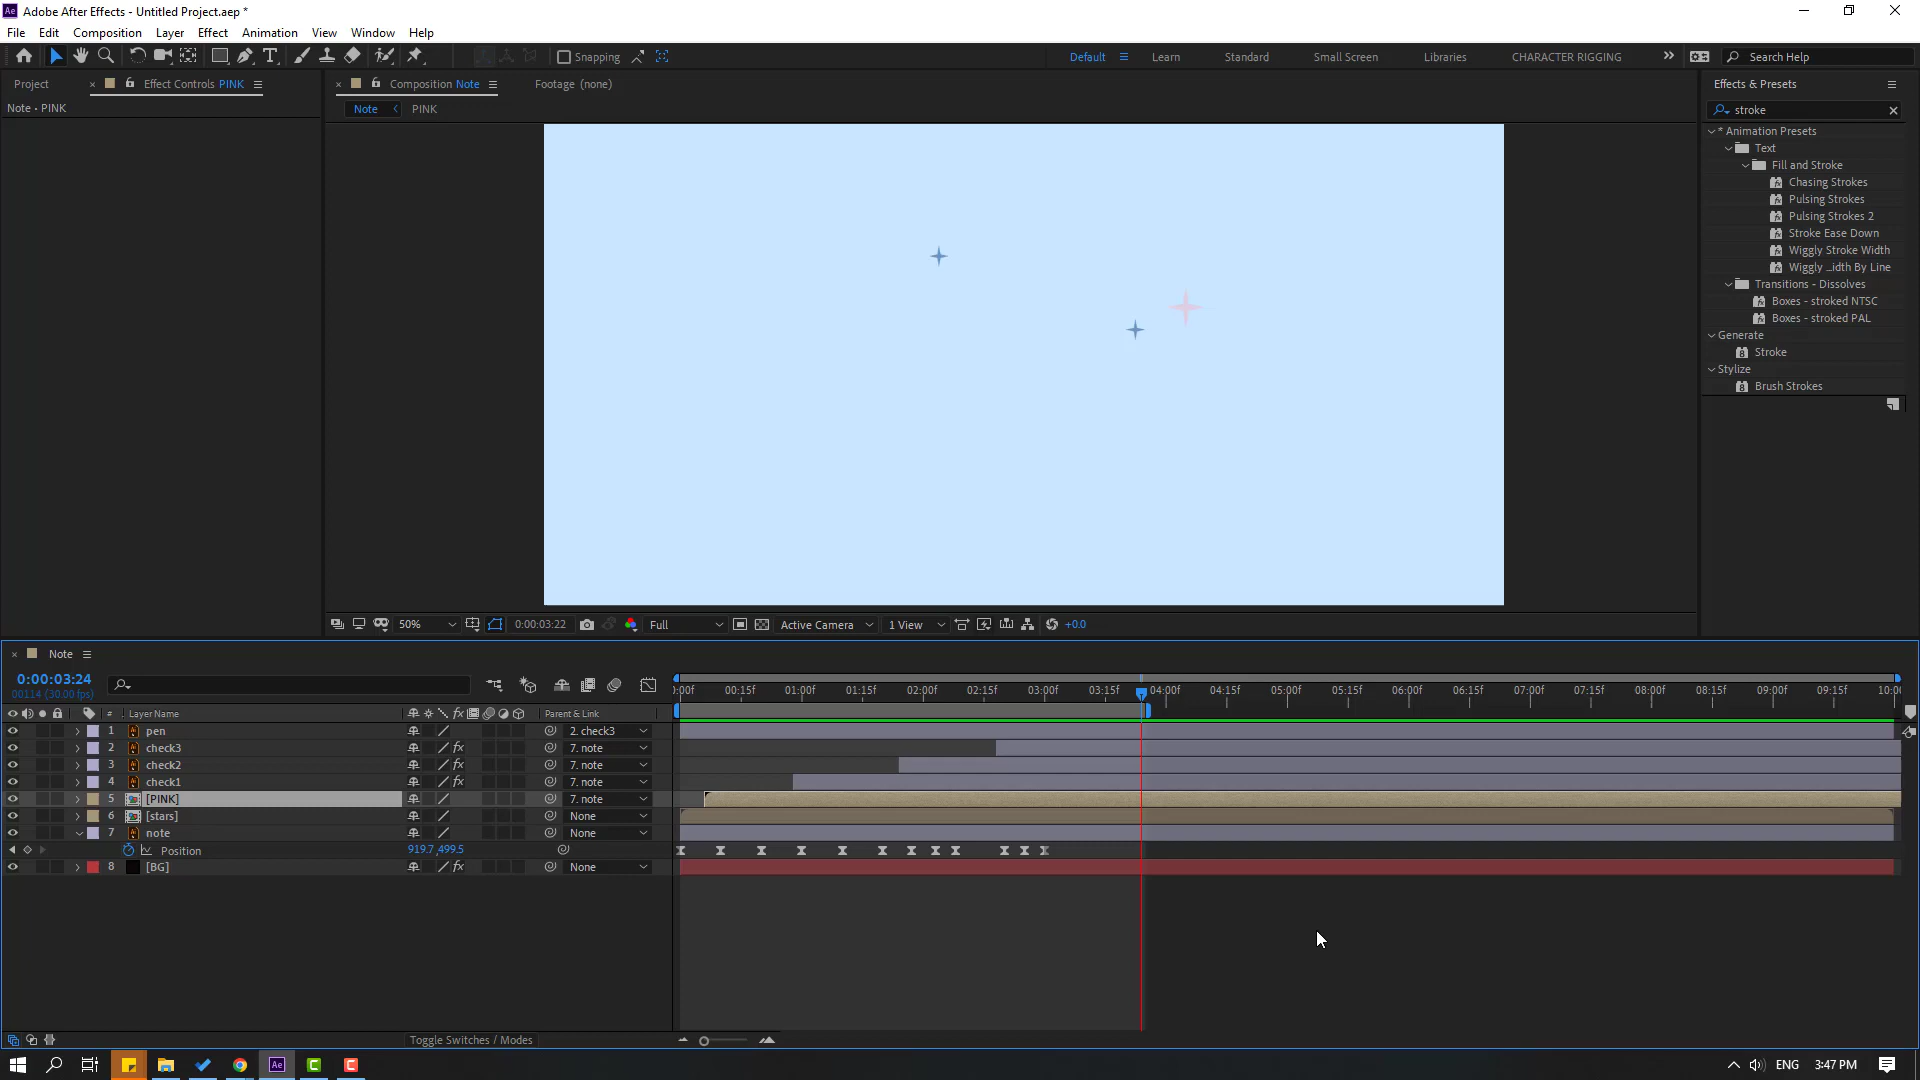 Adobe After Effects - Untitled Project.aep *
File Edit Composition Layer Effect Animation View Window Help
Snapping Default Learn Standard Small Screen Libraries CHARACTER RIGGING Search Help
Project Effect Controls PINK Composition Note Footage (none) Effects & Presets
Note • PINK Note PINK stroke
* Animation Presets
Text
Fill and Stroke
Chasing Strokes
Pulsing Strokes
Pulsing Strokes 2
Stroke Ease Down
Wiggly Stroke Width
Wiggly ...idth By Line
Transitions - Dissolves
Boxes - stroked NTSC
Boxes - stroked PAL
Generate
Stroke
Stylize
Brush Strokes
50% 0:00:03:22 Full Active Camera 1 View +0.0
Note
0:00:03:24
00114 (30.00 fps)
:00f 00:15f 01:00f 01:15f 02:00f 02:15f 03:00f 03:15f 04:00f 04:15f 05:00f 05:15f 06:00f 06:15f 07:00f 07:15f 08:00f 08:15f 09:00f 09:15f 10:00
# Layer Name fx Parent & Link
1 pen 2. check3
2 check3 fx 7. note
3 check2 fx 7. note
4 check1 fx 7. note
5 [PINK] 7. note
6 [stars] None
7 note None
Position 919.7,499.5
8 [BG] fx None
Toggle Switches / Modes
ENG 3:47 PM